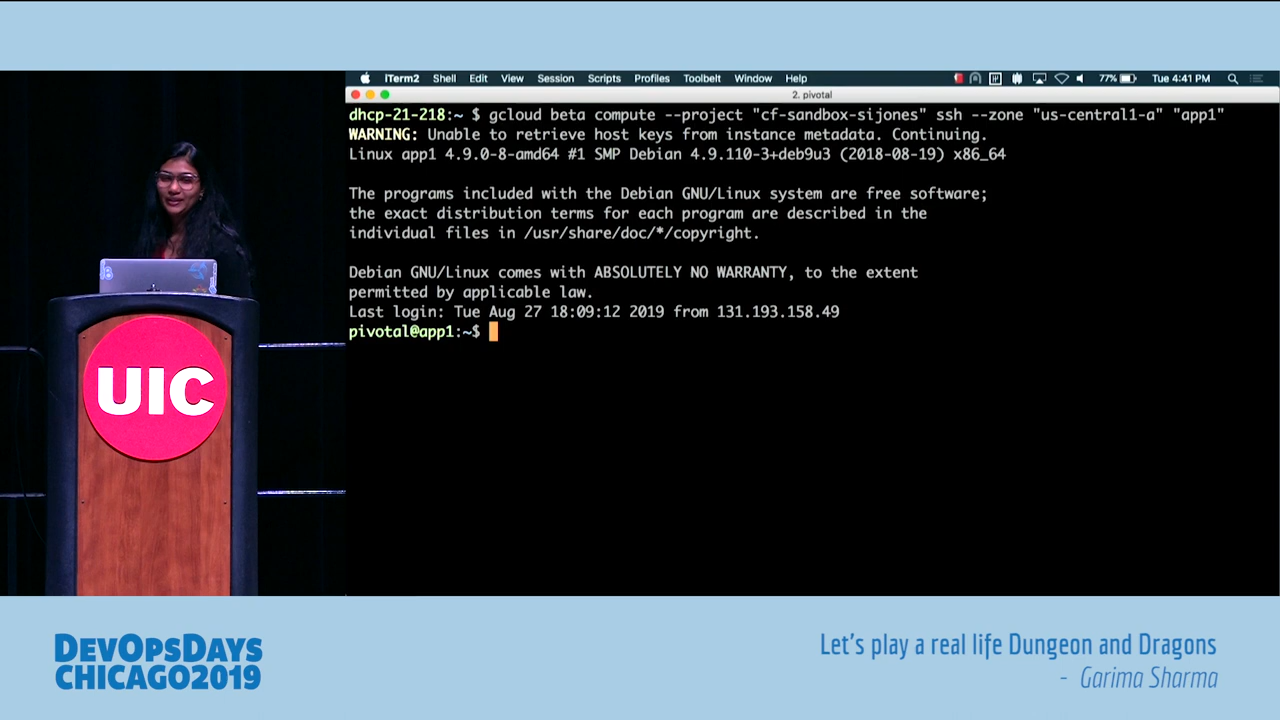 iTerm2 Shell Edit View Session Scripts Profiles Toolbelt Window Help 77% Tue 4:41 PM
2. pivotal
dhcp-21-218:~ $ gcloud beta compute --project "cf-sandbox-sijones" ssh --zone "us-central1-a" "app1"
WARNING: Unable to retrieve host keys from instance metadata. Continuing.
Linux app1 4.9.0-8-amd64 #1 SMP Debian 4.9.110-3+deb9u3 (2018-08-19) x86_64
The programs included with the Debian GNU/Linux system are free software;
the exact distribution terms for each program are described in the
individual files in /usr/share/doc/*/copyright.
Debian GNU/Linux comes with ABSOLUTELY NO WARRANTY, to the extent
permitted by applicable law.
Last login: Tue Aug 27 18:09:12 2019 from 131.193.158.49
pivotal@app1:~$
UIC
DevOpsDays
CHICAGO2019
Let's play a real life Dungeon and Dragons
- Garima Sharma